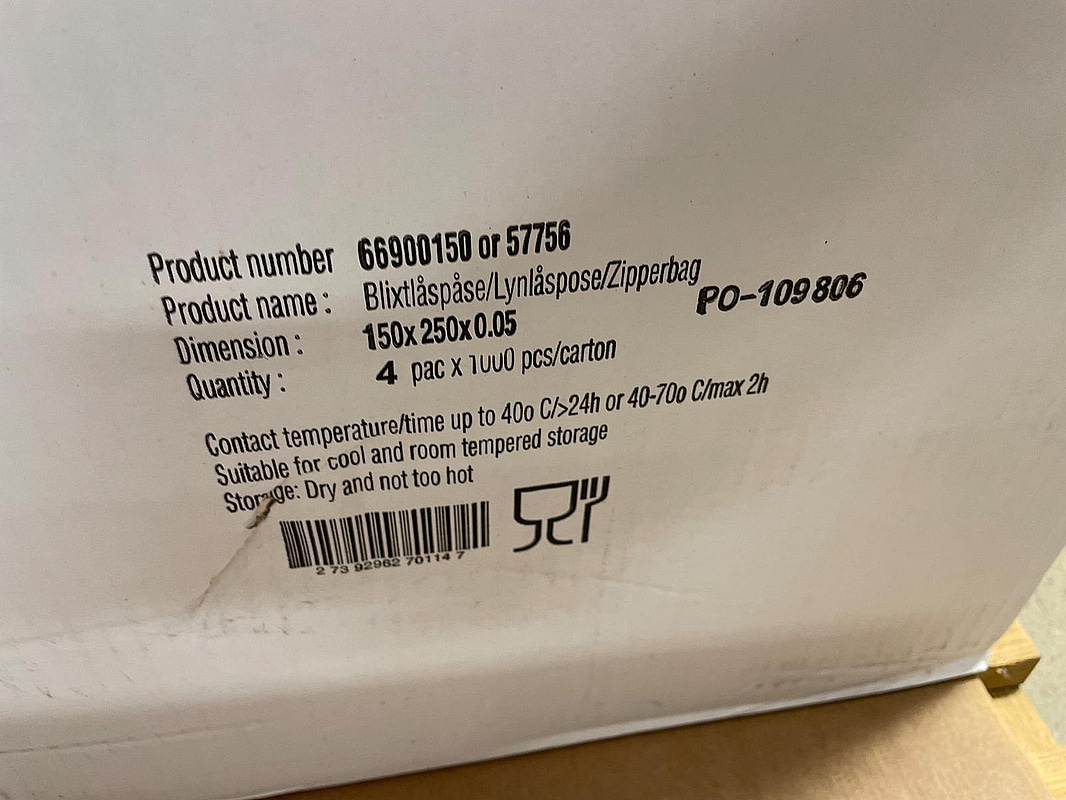 Product number 66900150 or 57756
Product name : Blixtlåspåse/Lynlåspose/Zipperbag
PO-109806
Dimension : 150x250x0.05
Quantity : 4 pac x 1000 pcs/carton
Contact temperature/time up to 40o C/>24h or 40-70o C/max 2h
Suitable for cool and room tempered storage
Storage: Dry and not too hot
2 73 92962 70114 7